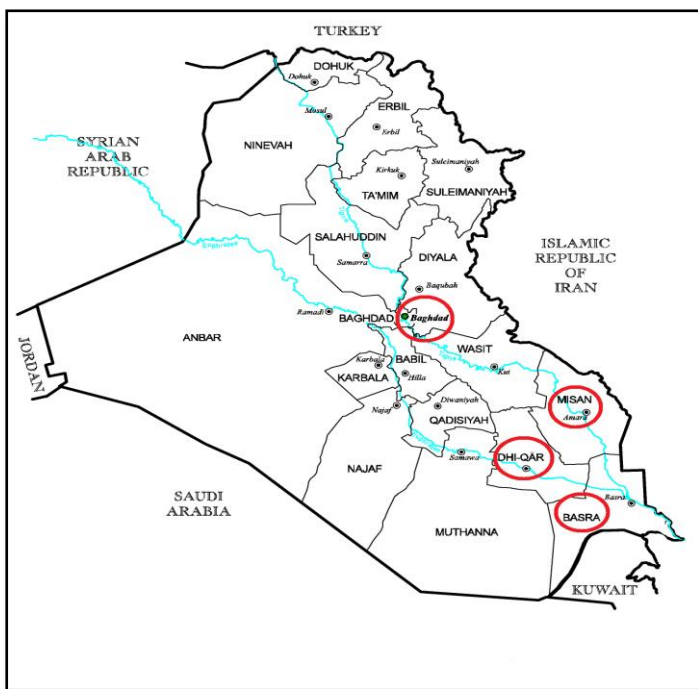 TURKEY
DOHUK
Dohuk
Mosul
ERBIL
Erbil
NINEVAH
SYRIAN
ARAB
REPUBLIC
Kirkuk
Suleimaniyah
TA'MIM
SULEIMANIYAH
SALAHUDDIN
DIYALA
Samarra
ISLAMIC
REPUBLIC
OF
IRAN
Baqubah
Ramadi
BAGHDAD
Baghdad
ANBAR
WASIT
JORDAN
Karbala
BABIL
Kut
KARBALA
Hilla
MISAN
Amara
Najaf
Diwaniyah
QADISIYAH
Samawa
DHI-QAR
NAJAF
SAUDI
ARABIA
Basra
BASRA
MUTHANNA
KUWAIT